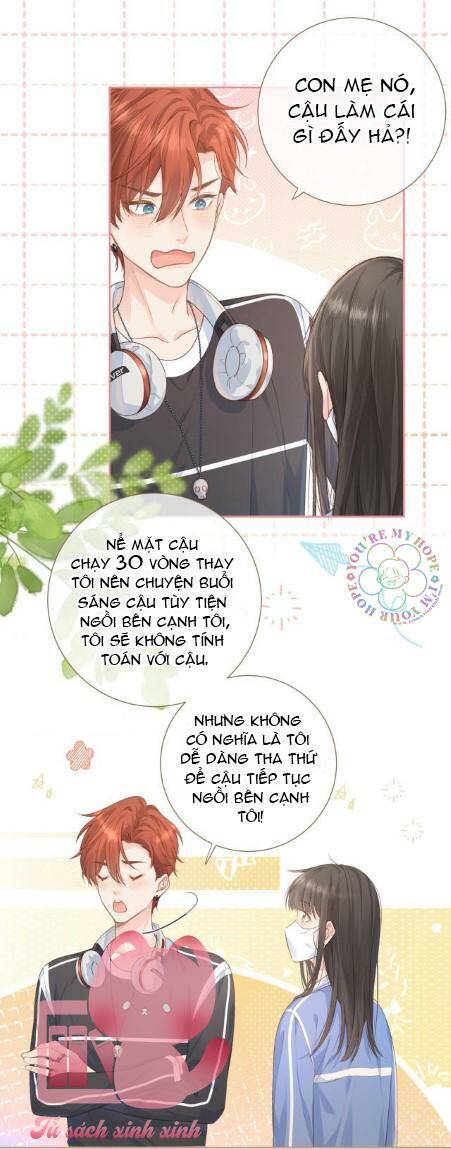 CON MẸ NÓ,
CẬU LÀM CÁI
GÌ ĐẤY HẢ?!
NỂ MẶT CẬU
CHẠY 30 VÒNG THAY
TÔI NÊN CHUYỆN BUỔI
SÁNG CẬU TÙY TIỆN
NGỒI BÊN CẠNH TÔI,
TÔI SẼ KHÔNG TÍNH
TOÁN VỚI CẬU.
YOU'RE MY HOPE
I'M YOUR HOPE
NHƯNG KHÔNG
CÓ NGHĨA LÀ TÔI
DỄ DÀNG THA THỨ
ĐỂ CẬU TIẾP TỤC
NGỒI BÊN CẠNH
TÔI!
Tủ sách xinh xinh